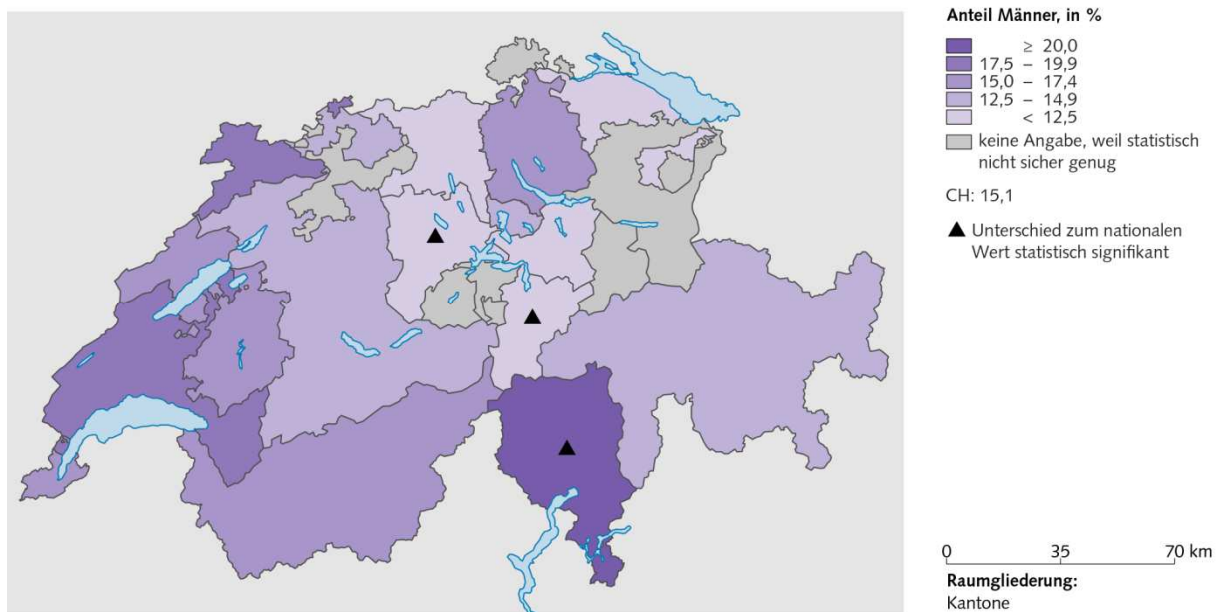 Anteil Männer, in %
≥ 20,0
17,5 – 19,9
15,0 – 17,4
12,5 – 14,9
< 12,5
keine Angabe, weil statistisch
nicht sicher genug
CH: 15,1
▲ Unterschied zum nationalen
Wert statistisch signifikant
0 35 70 km
Raumgliederung:
Kantone